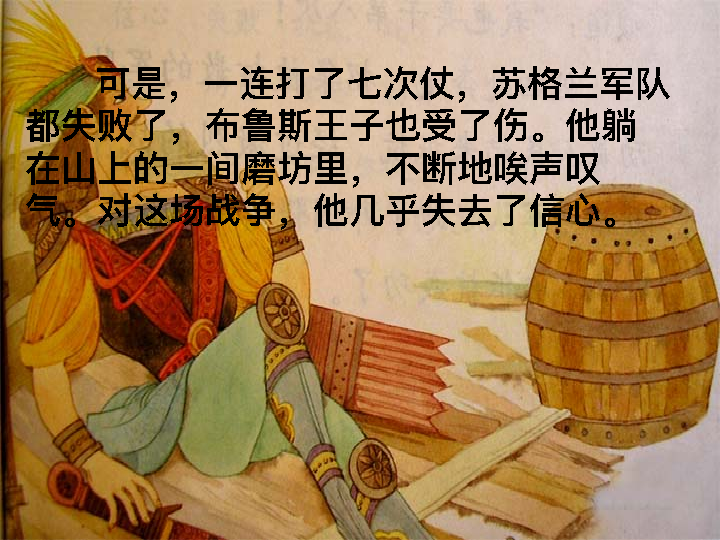 可是，一连打了七次仗，苏格兰军队
都失败了，布鲁斯王子也受了伤。他躺
在山上的一间磨坊里，不断地唉声叹
气。对这场战争，他几乎失去了信心。